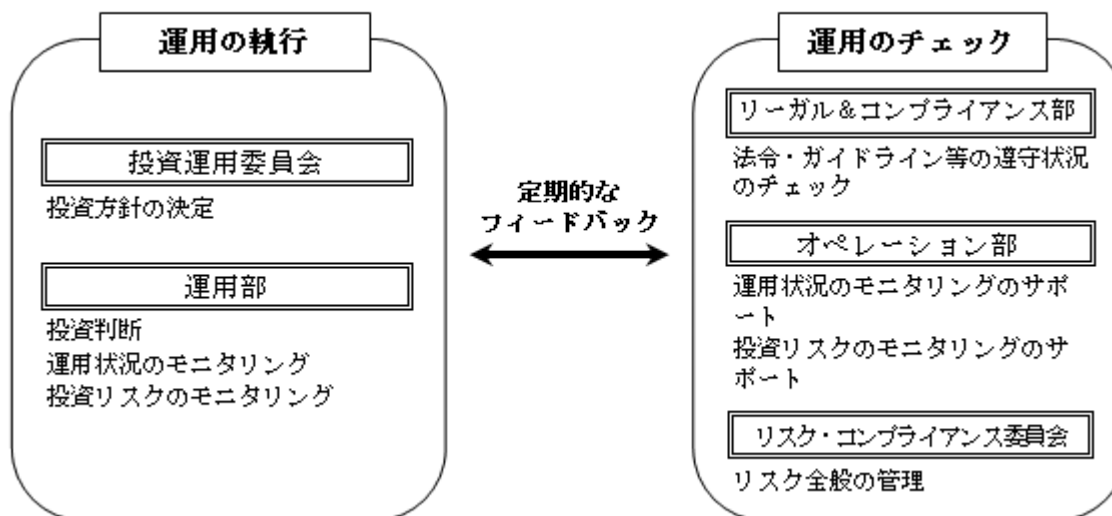 運用の執行
投資運用委員会
投資方針の決定
運用部
投資判断
運用状況のモニタリング
投資リスクのモニタリング
定期的な
フィードバック
運用のチェック
リーガル&コンプライアンス部
法令・ガイドライン等の遵守状況
のチェック
オペレーション部
運用状況のモニタリングのサポ
ート
投資リスクのモニタリングのサ
ポート
リスク・コンプライアンス委員会
リスク全般の管理